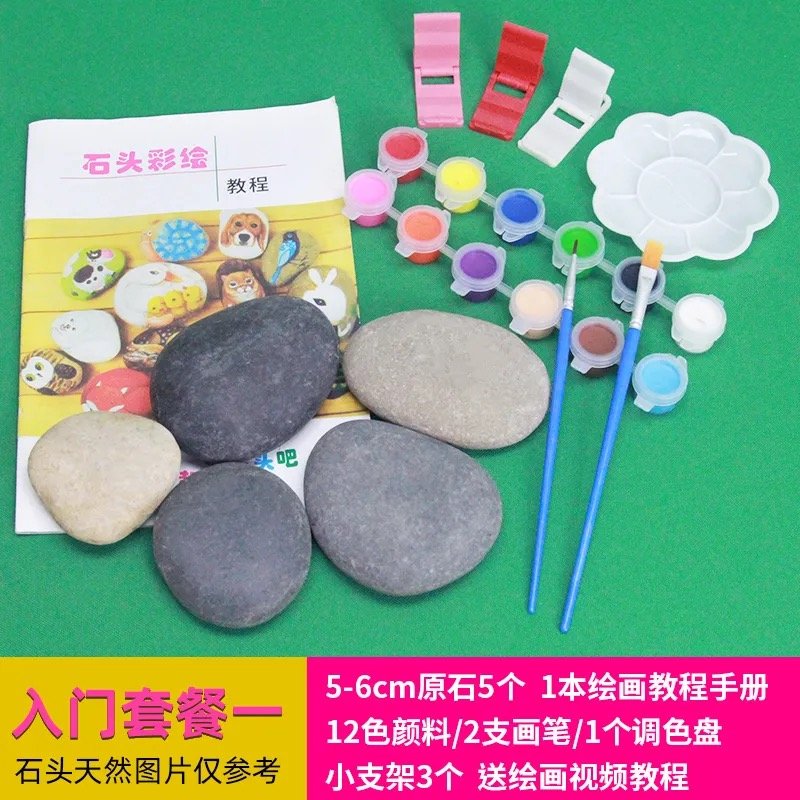 石头彩绘
教程
头吧
入门套餐一
石头天然图片仅参考
5-6cm原石5个 1本绘画教程手册
12色颜料/2支画笔/1个调色盘
小支架3个 送绘画视频教程